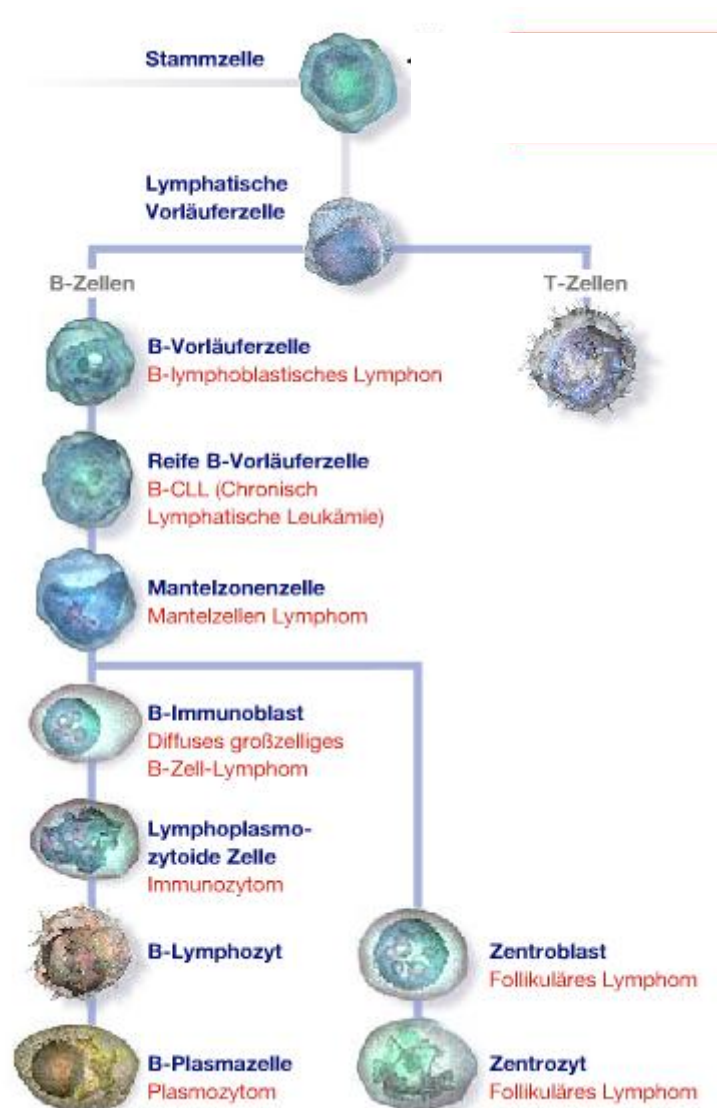 Stammzelle
Lymphatische
Vorläuferzelle
B-Zellen
T-Zellen
B-Vorläuferzelle
B-lymphoblastisches Lymphon
Reife B-Vorläuferzelle
B-CLL (Chronisch
Lymphatische Leukämie)
Mantelzonenzelle
Mantelzellen Lymphom
B-Immunoblast
Diffuses großzelliges
B-Zell-Lymphom
Lymphoplasmo-
zytoide Zelle
Immunozytom
B-Lymphozyt
Zentroblast
Follikuläres Lymphom
B-Plasmazelle
Plasmozytom
Zentrozyt
Follikuläres Lymphom